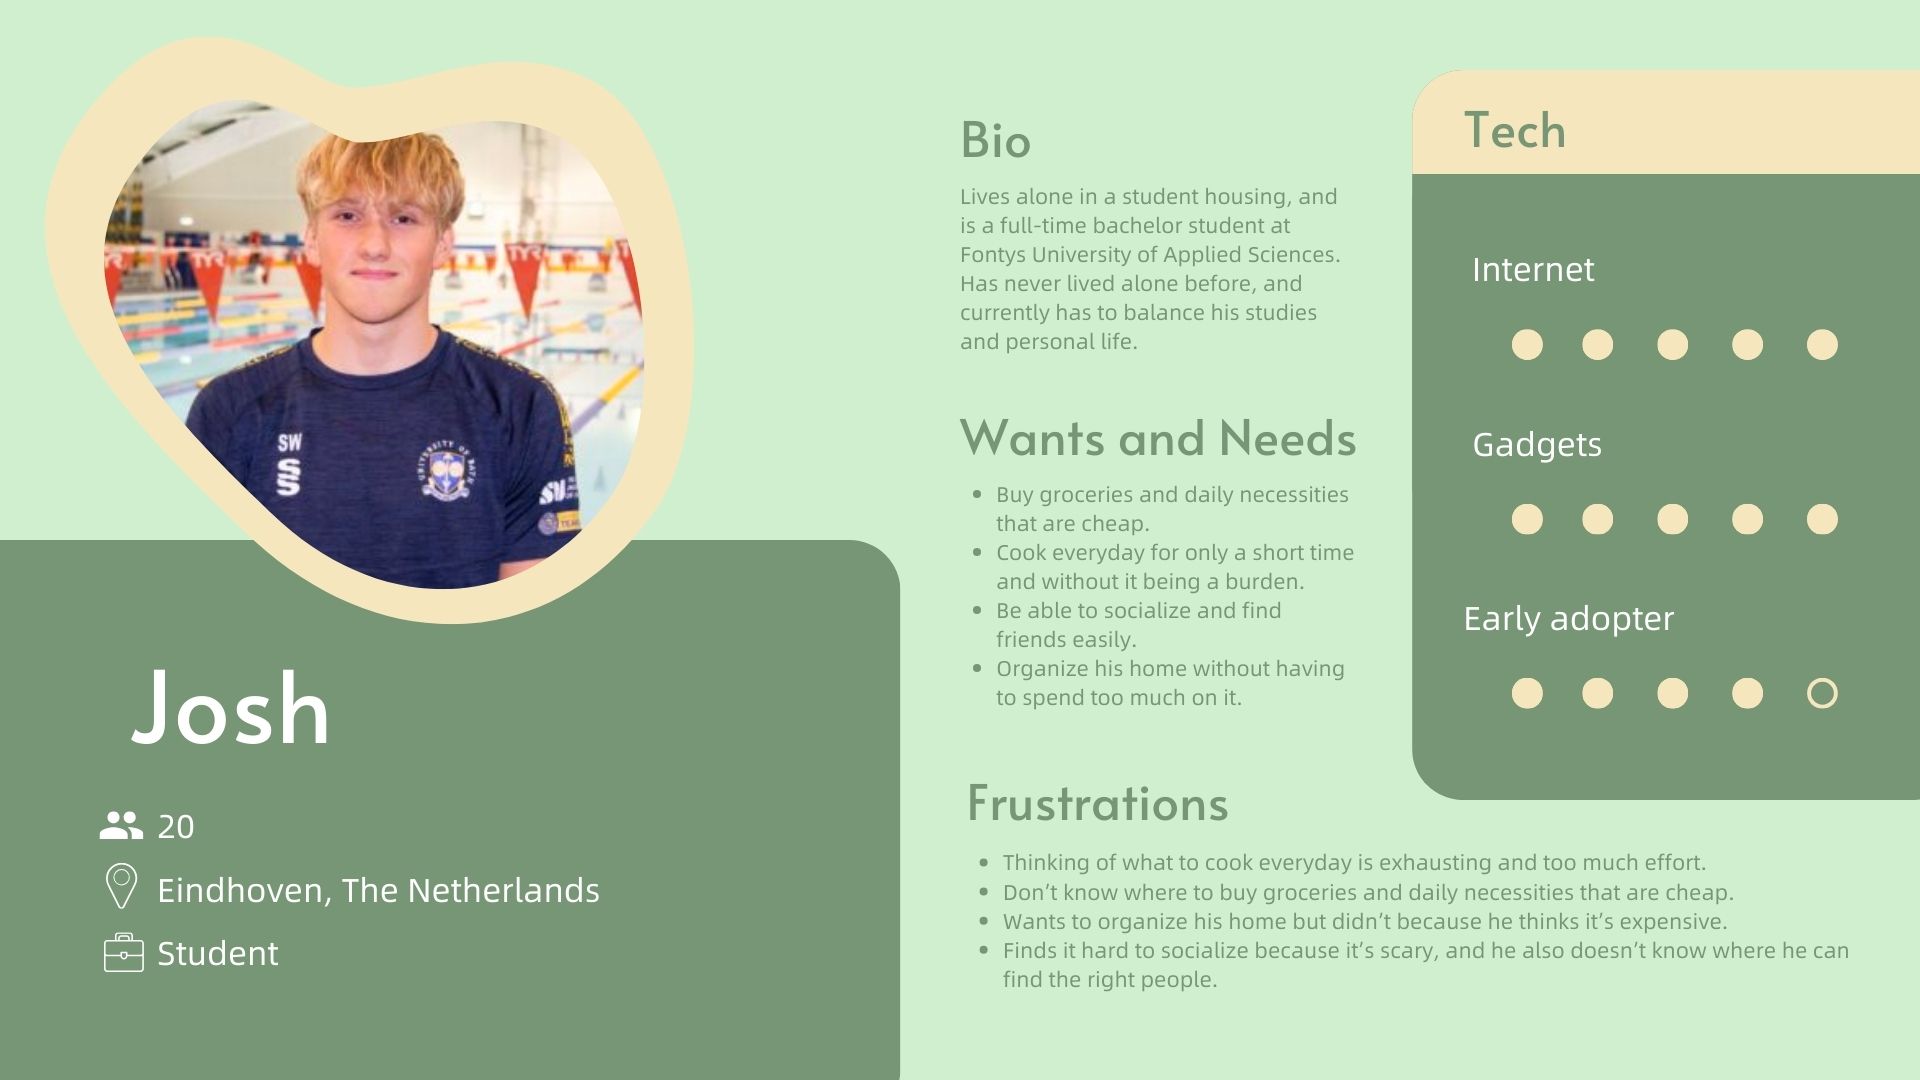 Josh
20
Eindhoven, The Netherlands
Student
SW
UNIVERSITY OF BATH
TYR
TYR
TEAM
Bio
Lives alone in a student housing, and
is a full-time bachelor student at
Fontys University of Applied Sciences.
Has never lived alone before, and
currently has to balance his studies
and personal life.
Wants and Needs
Buy groceries and daily necessities
that are cheap.
Cook everyday for only a short time
and without it being a burden.
Be able to socialize and find
friends easily.
Organize his home without having
to spend too much on it.
Frustrations
Thinking of what to cook everyday is exhausting and too much effort.
Don’t know where to buy groceries and daily necessities that are cheap.
Wants to organize his home but didn’t because he thinks it’s expensive.
Finds it hard to socialize because it’s scary, and he also doesn’t know where he can
find the right people.
Tech
Internet
Gadgets
Early adopter